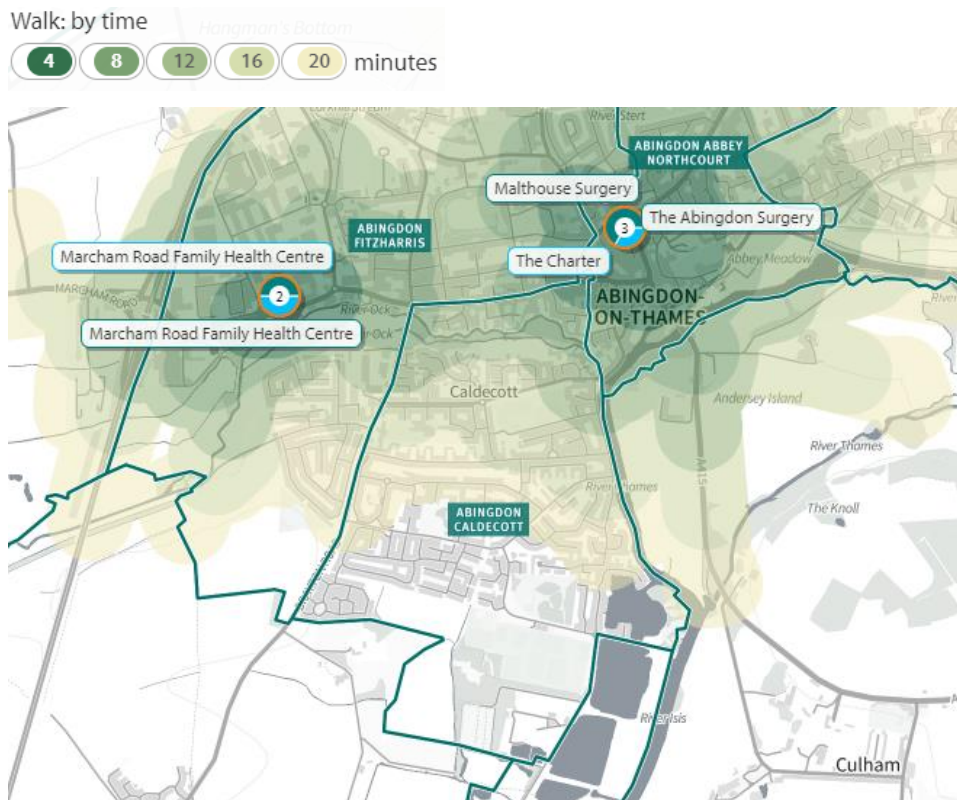 Walk: by time
Hangman's Bottom
4 8 12 16 20 minutes
River Stert
ABINGDON ABBEY
NORTHCOURT
Malthouse Surgery
The Abingdon Surgery
ABINGDON
FITZHARRIS
3
Marcham Road Family Health Centre
The Charter
Abbey Meadow
MARCHAM ROAD
2
River Ock
ABINGDON-
ON-THAMES
River
Marcham Road Family Health Centre
Ock
Caldecott
Andersey Island
River Thames
A415
River Thames
The Knoll
ABINGDON
CALDECOTT
River Isis
Culham